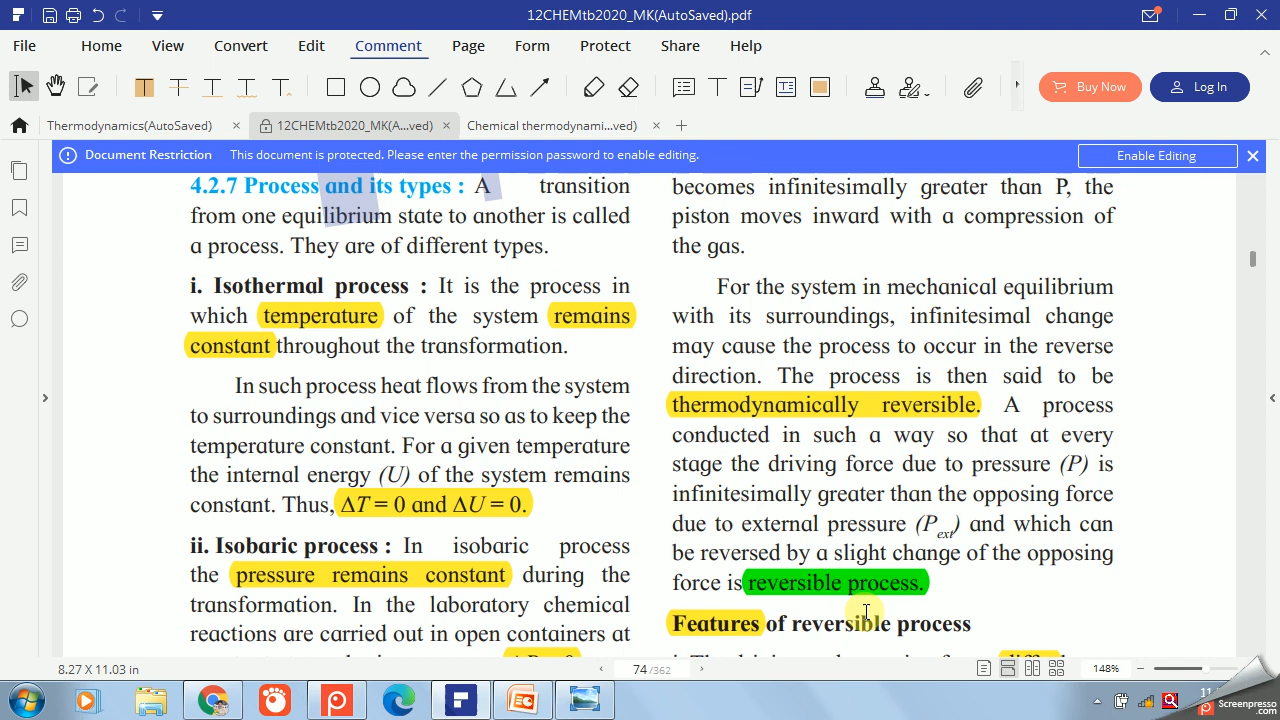 12CHEMtb2020_MK(AutoSaved).pdf
File Home View Convert Edit Comment Page Form Protect Share Help
Buy Now Log In
Thermodynamics(AutoSaved) × 12CHEMtb2020_MK(A...ved) × Chemical thermodynami...ved) × +
Document Restriction This document is protected. Please enter the permission password to enable editing. Enable Editing
4.2.7 Process and its types : A transition
from one equilibrium state to another is called
a process. They are of different types.
i. Isothermal process : It is the process in
which temperature of the system remains
constant throughout the transformation.
In such process heat flows from the system
to surroundings and vice versa so as to keep the
temperature constant. For a given temperature
the internal energy (U) of the system remains
constant. Thus, ΔT = 0 and ΔU = 0.
ii. Isobaric process : In isobaric process
the pressure remains constant during the
transformation. In the laboratory chemical
reactions are carried out in open containers at
becomes infinitesimally greater than P, the
piston moves inward with a compression of
the gas.
For the system in mechanical equilibrium
with its surroundings, infinitesimal change
may cause the process to occur in the reverse
direction. The process is then said to be
thermodynamically reversible. A process
conducted in such a way so that at every
stage the driving force due to pressure (P) is
infinitesimally greater than the opposing force
due to external pressure (Pext) and which can
be reversed by a slight change of the opposing
force is reversible process.
Features of reversible process
8.27 X 11.03 in 74 /362 148%
Screenpresso
.com